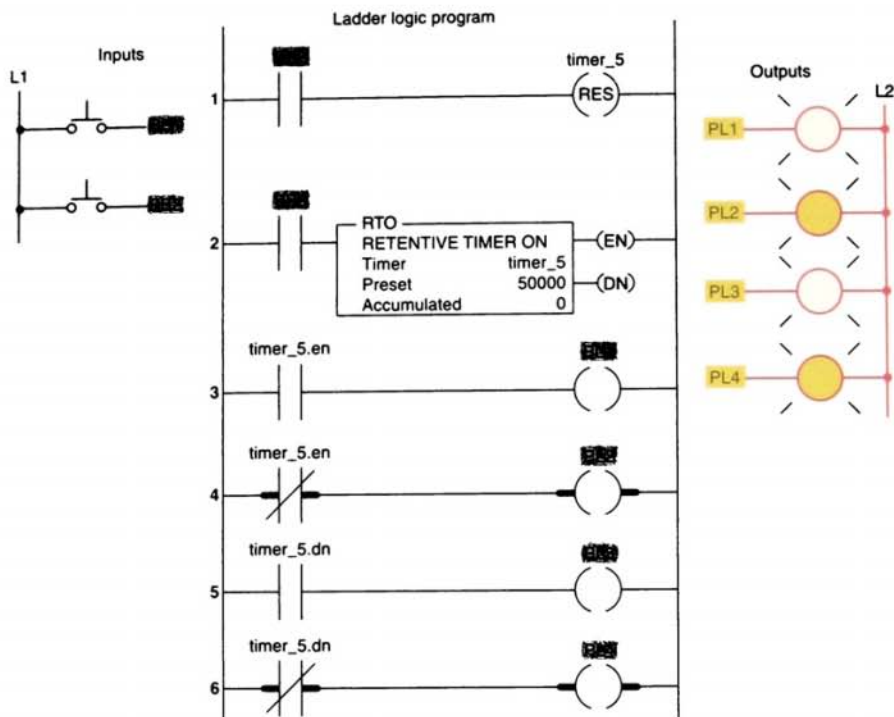 Ladder logic program
Inputs
L1
1
timer_5
RES
Outputs
L2
PL1
PL2
PL3
PL4
2
RTO
RETENTIVE TIMER ON
Timer timer_5
Preset 50000
Accumulated 0
EN
DN
timer_5.en
3
timer_5.en
4
timer_5.dn
5
timer_5.dn
6